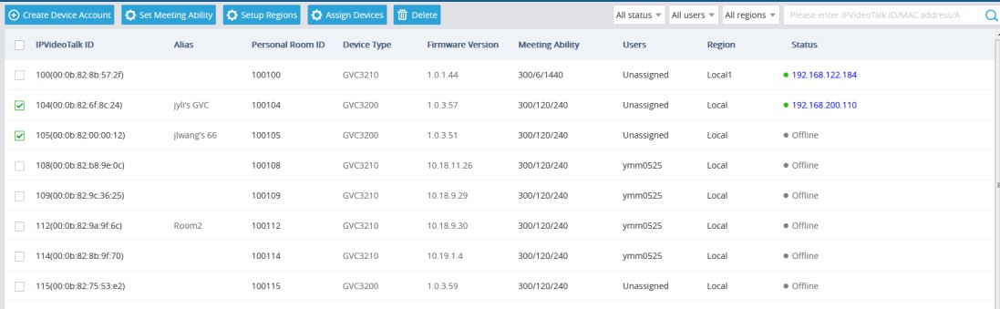 Create Device Account Set Meeting Ability Setup Regions Assign Devices Delete All status All users All regions Please enter IPVideoTalk ID/MAC address/A
IPVideoTalk ID Alias Personal Room ID Device Type Firmware Version Meeting Ability Users Region Status
100(00:0b:82:8b:57:2f) 100100 GVC3210 1.0.1.44 300/6/1440 Unassigned Local1 192.168.122.184
104(00:0b:82:6f:8c:24) jyli's GVC 100104 GVC3200 1.0.3.57 300/120/240 Unassigned Local 192.168.200.110
105(00:0b:82:00:00:12) jlwang's 66 100105 GVC3200 1.0.3.51 300/120/240 Unassigned Local Offline
108(00:0b:82:b8:9e:0c) 100108 GVC3210 10.18.11.26 300/120/240 ymm0525 Local Offline
109(00:0b:82:9c:36:25) 100109 GVC3210 10.18.9.29 300/120/240 ymm0525 Local Offline
112(00:0b:82:9a:9f:6c) Room2 100112 GVC3210 10.18.9.30 300/120/240 ymm0525 Local Offline
114(00:0b:82:8b:9f:70) 100114 GVC3210 10.19.1.4 300/120/240 ymm0525 Local Offline
115(00:0b:82:75:53:e2) 100115 GVC3200 1.0.3.59 300/120/240 Unassigned Local Offline